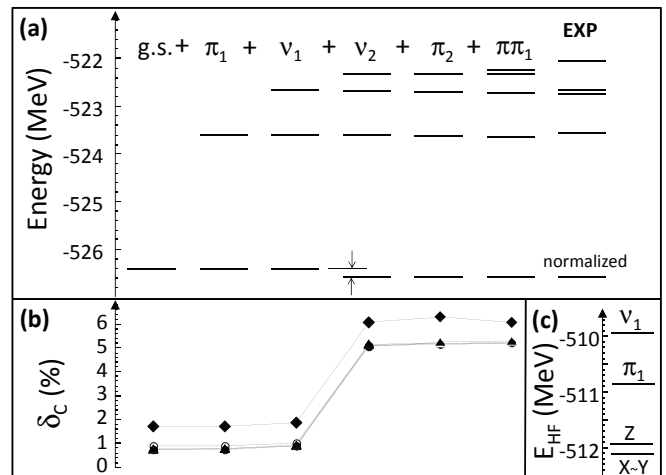 (a)
EXP
g.s. + π1 + ν1 + ν2 + π2 + ππ1
-522
-523
-524
-525
-526
Energy (MeV)
normalized
(b)
6
5
4
3
2
1
0
δC (%)
(c)
ν1
-510
π1
-511
Z
-512
X~Y
EHF (MeV)